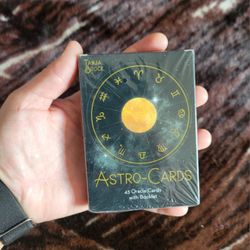 ASTRO-CARDS
43 Oracle Cards
with Booklet